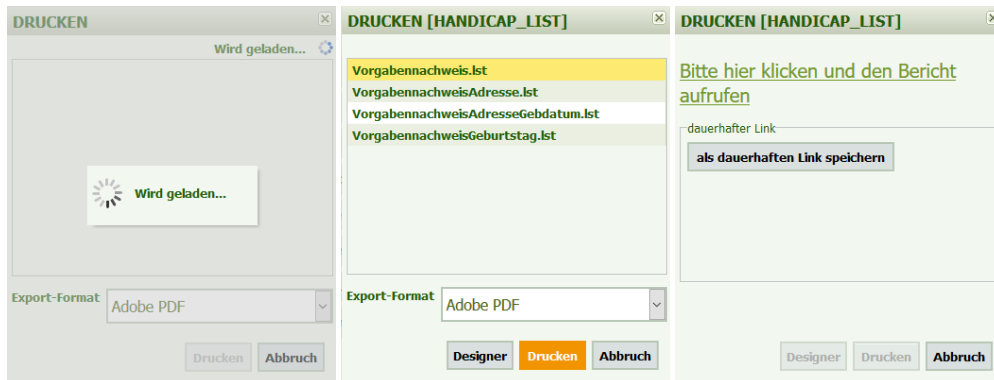 DRUCKEN
Wird geladen...
Wird geladen...
Export-Format
Adobe PDF
Drucken
Abbruch
DRUCKEN [HANDICAP_LIST]
Vorgabennachweis.lst
VorgabennachweisAdresse.lst
VorgabennachweisAdresseGebdatum.lst
VorgabennachweisGeburtstag.lst
Export-Format
Adobe PDF
Designer
Drucken
Abbruch
DRUCKEN [HANDICAP_LIST]
Bitte hier klicken und den Bericht
aufrufen
dauerhafter Link
als dauerhaften Link speichern
Designer
Drucken
Abbruch